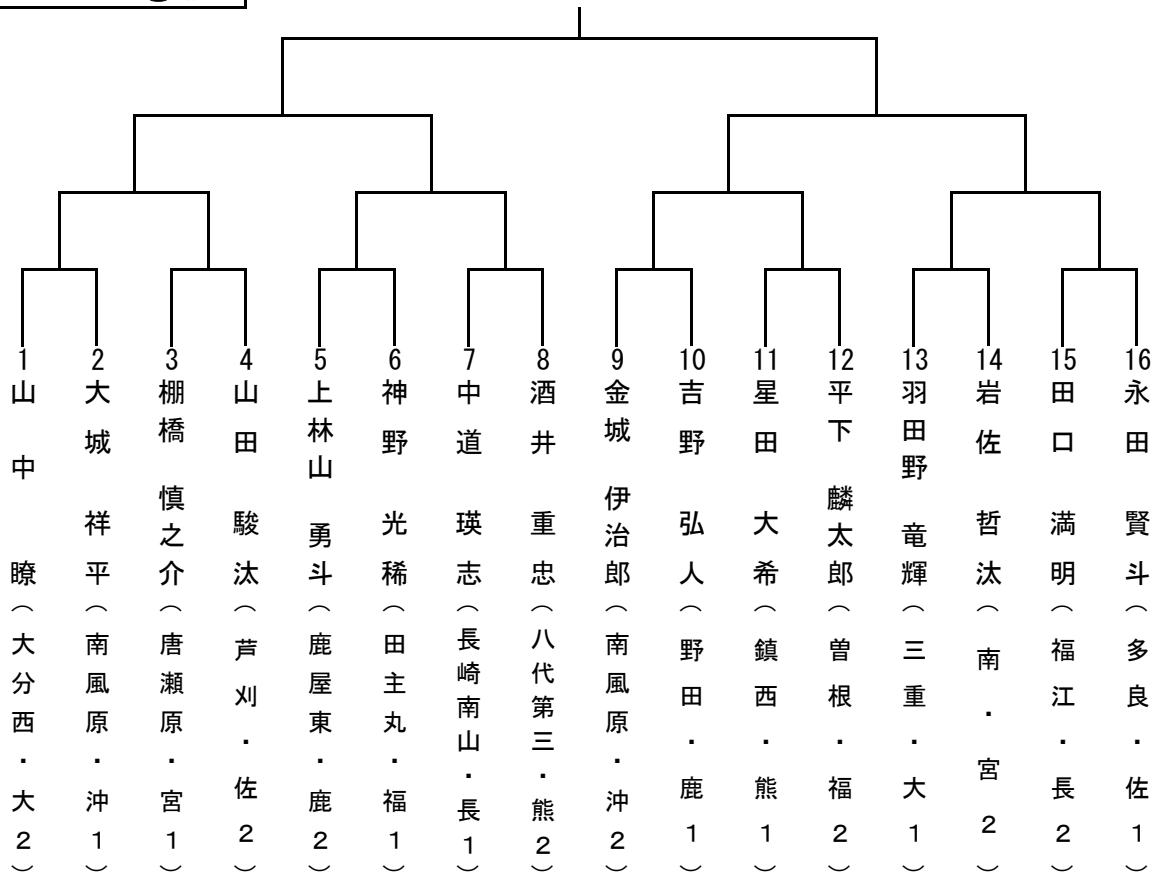 1 山中 瞭（大分西・大2）
2 大城 祥平（南風原・沖1）
3 棚橋 慎之介（唐瀬原・宮1）
4 山田 駿汰（芦刈・佐2）
5 上林山 勇斗（鹿屋東・鹿2）
6 神野 光稀（田主丸・福1）
7 中道 瑛志（長崎南山・長1）
8 酒井 重忠（八代第三・熊2）
9 金城 伊治郎（南風原・沖2）
10 吉野 弘人（野田・鹿1）
11 星田 大希（鎮西・熊1）
12 平下 麟太郎（曽根・福2）
13 羽田野 竜輝（三重・大1）
14 岩佐 哲汰（南・宮2）
15 田口 満明（福江・長2）
16 永田 賢斗（多良・佐1）